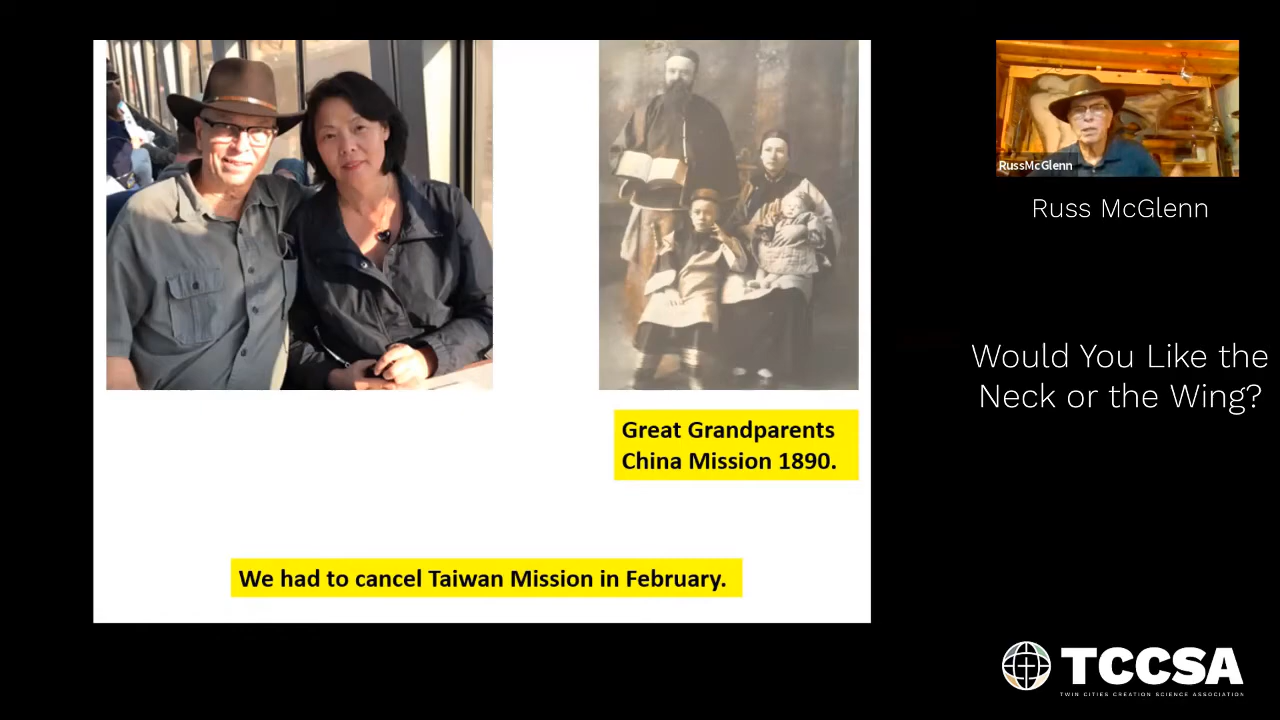 Great Grandparents
China Mission 1890.
We had to cancel Taiwan Mission in February.
RussMcGlenn
Russ McGlenn
Would You Like the
Neck or the Wing?
TCCSA
TWIN CITIES CREATION SCIENCE ASSOCIATION